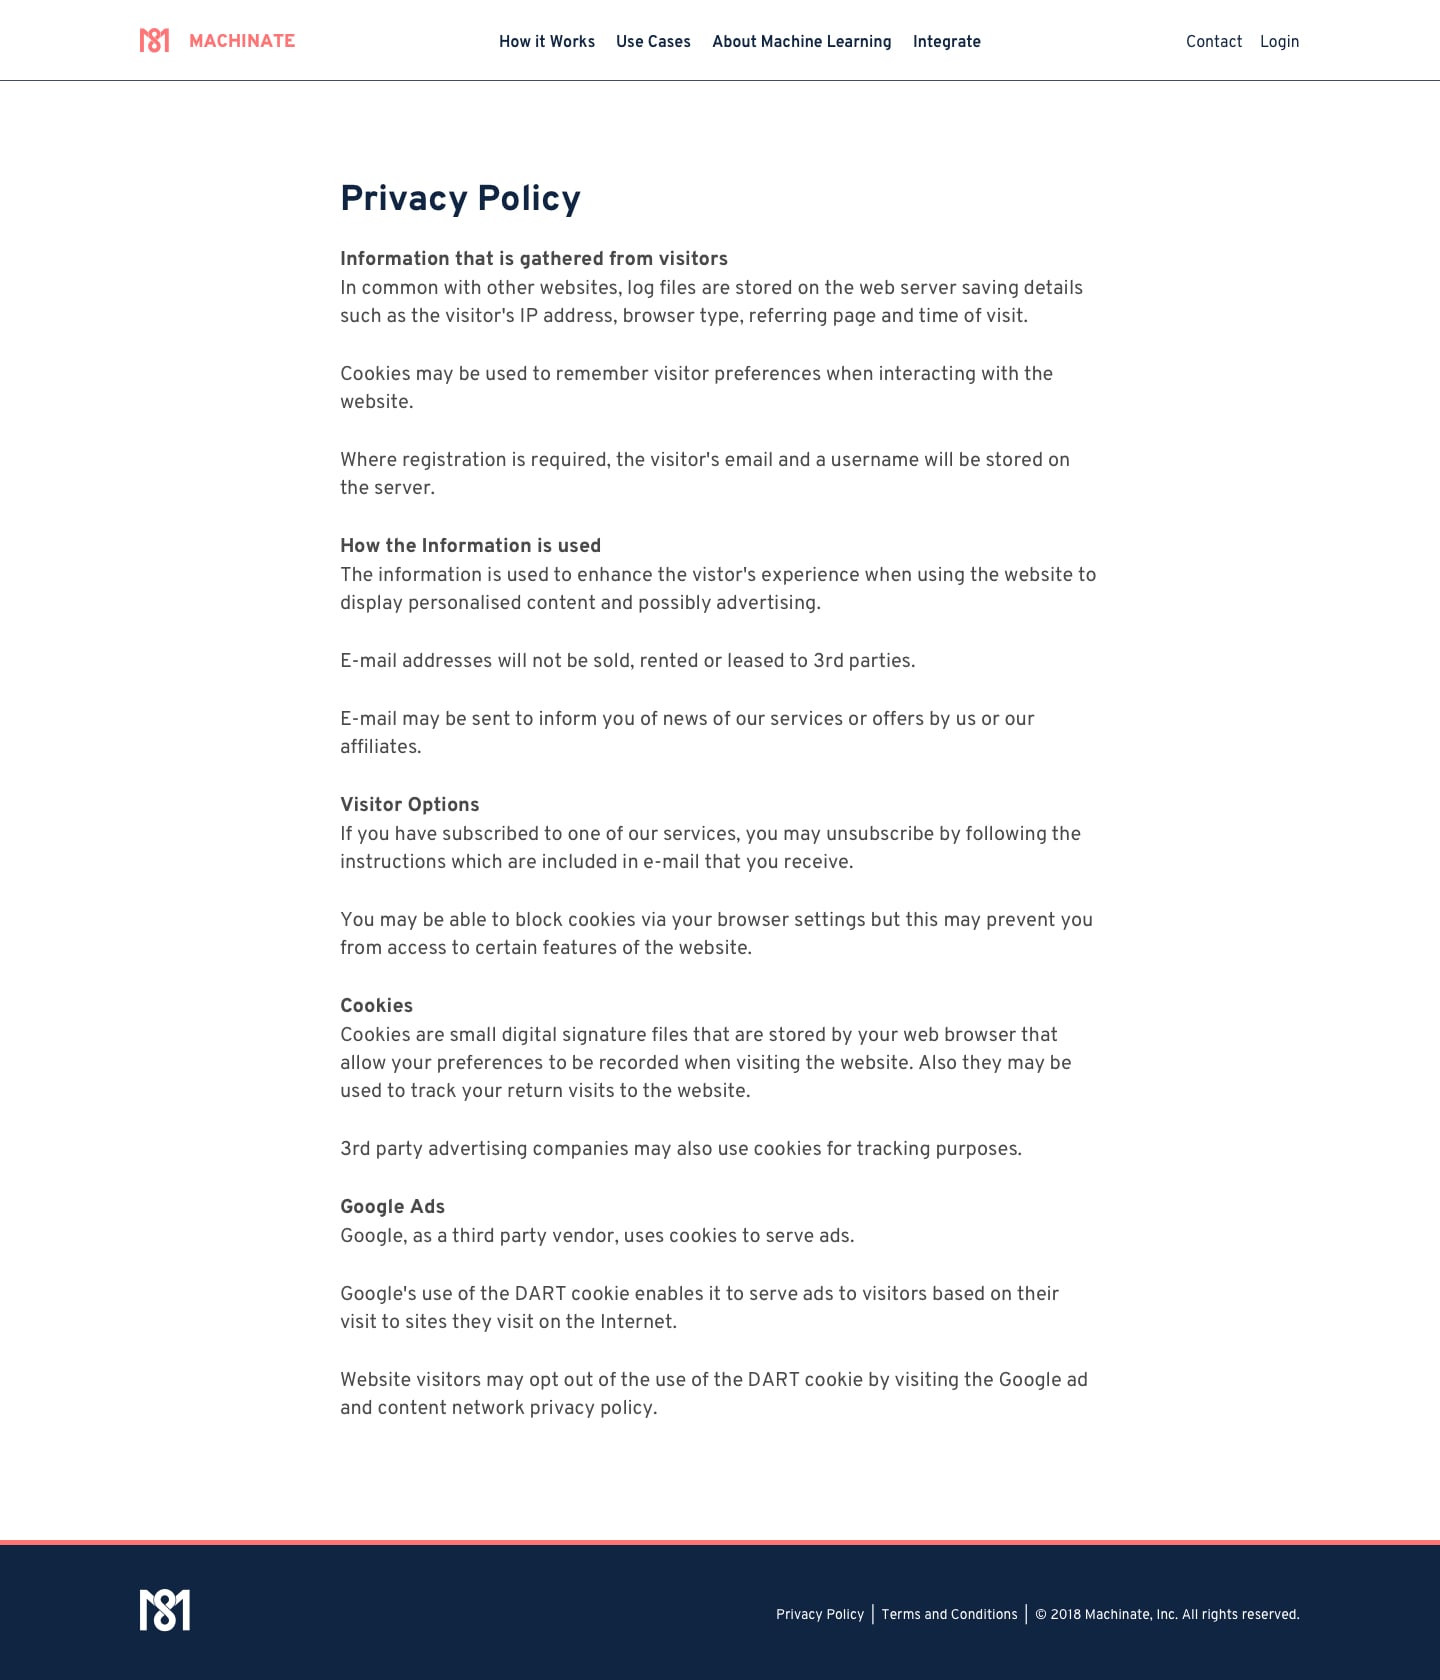 MACHINATE
How it Works Use Cases About Machine Learning Integrate
Contact Login
Privacy Policy
Information that is gathered from visitors
In common with other websites, log files are stored on the web server saving details
such as the visitor's IP address, browser type, referring page and time of visit.
Cookies may be used to remember visitor preferences when interacting with the
website.
Where registration is required, the visitor's email and a username will be stored on
the server.
How the Information is used
The information is used to enhance the vistor's experience when using the website to
display personalised content and possibly advertising.
E-mail addresses will not be sold, rented or leased to 3rd parties.
E-mail may be sent to inform you of news of our services or offers by us or our
affiliates.
Visitor Options
If you have subscribed to one of our services, you may unsubscribe by following the
instructions which are included in e-mail that you receive.
You may be able to block cookies via your browser settings but this may prevent you
from access to certain features of the website.
Cookies
Cookies are small digital signature files that are stored by your web browser that
allow your preferences to be recorded when visiting the website. Also they may be
used to track your return visits to the website.
3rd party advertising companies may also use cookies for tracking purposes.
Google Ads
Google, as a third party vendor, uses cookies to serve ads.
Google's use of the DART cookie enables it to serve ads to visitors based on their
visit to sites they visit on the Internet.
Website visitors may opt out of the use of the DART cookie by visiting the Google ad
and content network privacy policy.
Privacy Policy | Terms and Conditions | © 2018 Machinate, Inc. All rights reserved.